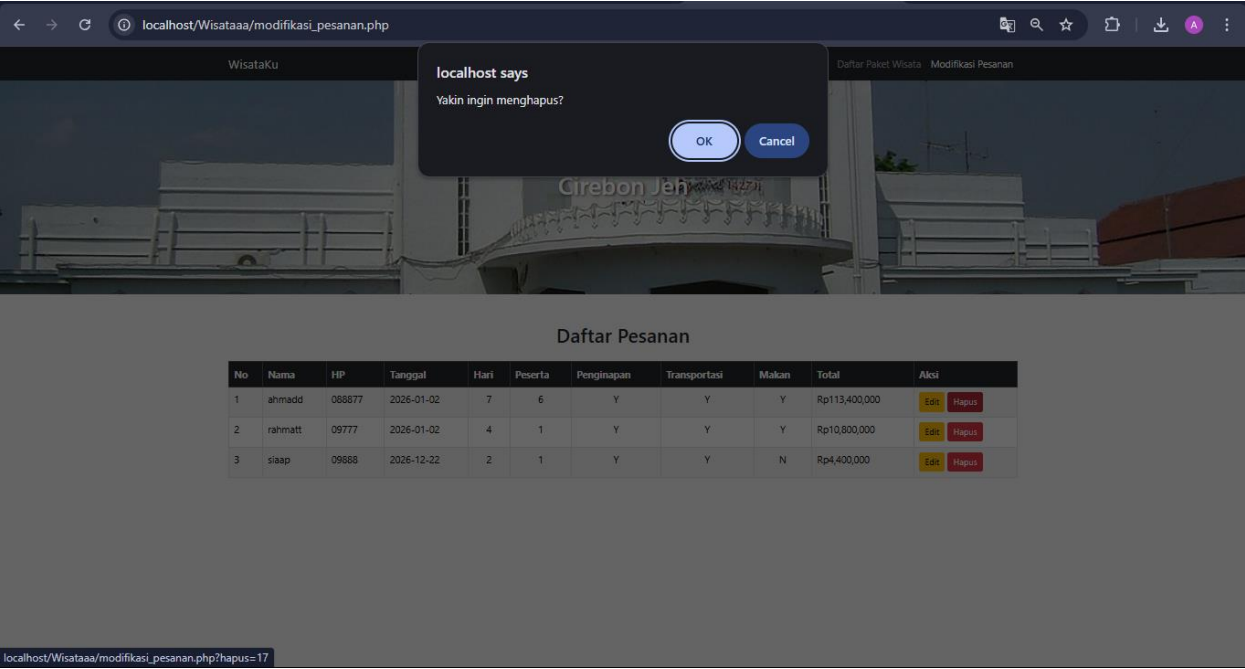 localhost/Wisataaa/modifikasi_pesanan.php
A
WisataKu
Daftar Paket Wisata Modifikasi Pesanan
localhost says
Yakin ingin menghapus?
OK Cancel
Cirebon Jeh
Daftar Pesanan
No Nama HP Tanggal Hari Peserta Penginapan Transportasi Makan Total Aksi
1 ahmadd 088877 2026-01-02 7 6 Y Y Y Rp113,400,000 Edit Hapus
2 rahmatt 09777 2026-01-02 4 1 Y Y Y Rp10,800,000 Edit Hapus
3 siaap 09888 2026-12-22 2 1 Y Y N Rp4,400,000 Edit Hapus
localhost/Wisataaa/modifikasi_pesanan.php?hapus=17